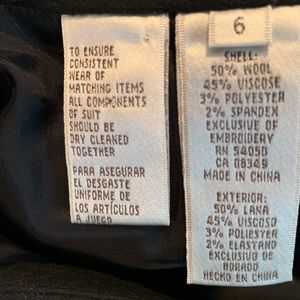 TO ENSURE
CONSISTENT
WEAR OF
MATCHING ITEMS
ALL COMPONENTS
OF SUIT
SHOULD BE
DRY CLEANED
TOGETHER
PARA ASEGURAR
EL DESGASTE
UNIFORME DE
LOS ARTÍCULOS
A JUEGO
6
SHELL:
50% WOOL
45% VISCOSE
3% POLYESTER
2% SPANDEX
EXCLUSIVE OF
EMBROIDERY
RN 54050
CA 08349
MADE IN CHINA
EXTERIOR:
50% LANA
45% VISCOSO
3% POLIESTER
2% ELASTANO
EXCLUSIVO DE
BORADO
HECHO EN CHINA